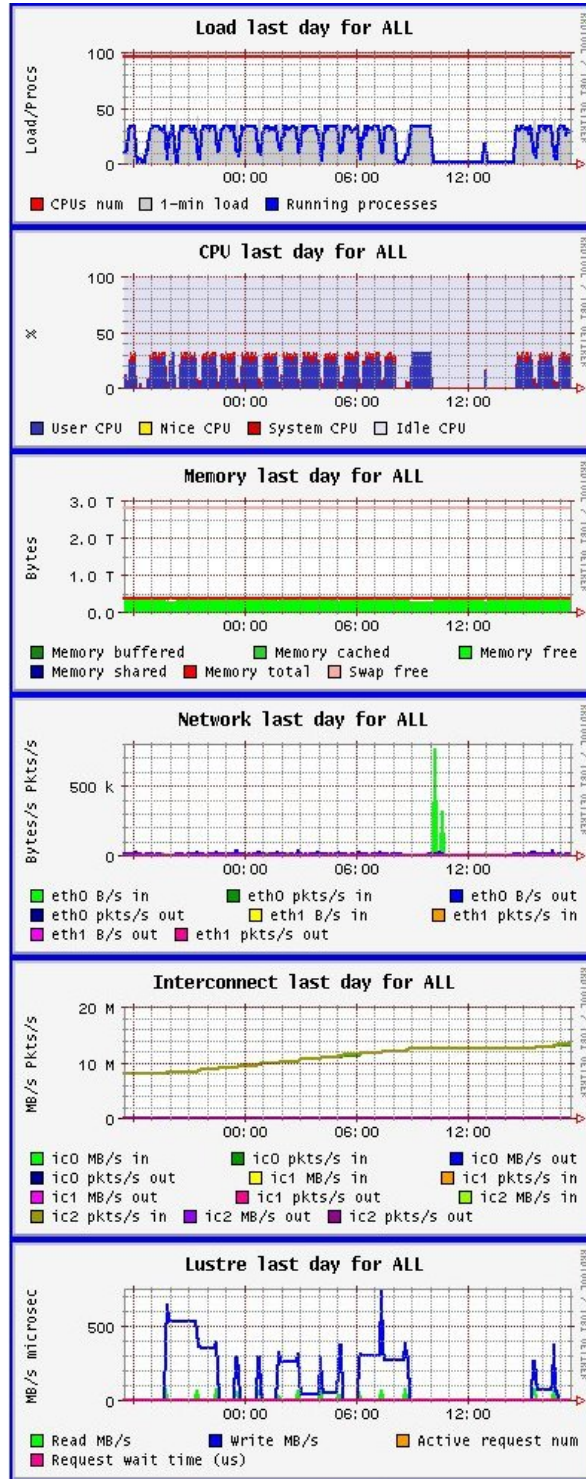 Load last day for ALL
Load/Procs
100
50
0
00:00 06:00 12:00
CPUs num 1-min load Running processes
CPU last day for ALL
%
100
50
0
00:00 06:00 12:00
User CPU Nice CPU System CPU Idle CPU
Memory last day for ALL
Bytes
3.0 T
2.0 T
1.0 T
0.0
00:00 06:00 12:00
Memory buffered Memory cached Memory free
Memory shared Memory total Swap free
Network last day for ALL
Bytes/s Pkts/s
500 k
0
00:00 06:00 12:00
eth0 B/s in eth0 pkts/s in eth0 B/s out
eth0 pkts/s out eth1 B/s in eth1 pkts/s in
eth1 B/s out eth1 pkts/s out
Interconnect last day for ALL
MB/s Pkts/s
20 M
10 M
0
00:00 06:00 12:00
ic0 MB/s in ic0 pkts/s in ic0 MB/s out
ic0 pkts/s out ic1 MB/s in ic1 pkts/s in
ic1 MB/s out ic1 pkts/s out ic2 MB/s in
ic2 pkts/s in ic2 MB/s out ic2 pkts/s out
Lustre last day for ALL
MB/s microsec
500
0
00:00 06:00 12:00
Read MB/s Write MB/s Active request num
Request wait time (us)